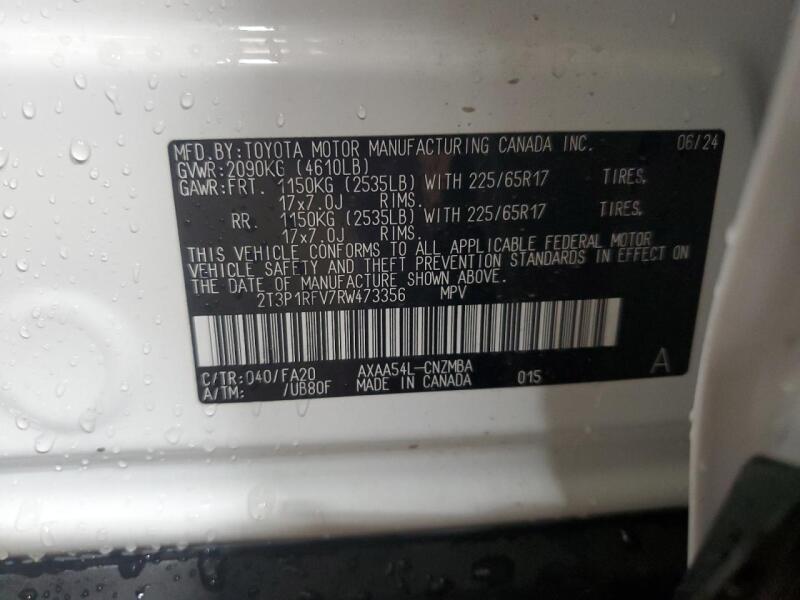 MFD.BY:TOYOTA MOTOR MANUFACTURING CANADA INC. 06/24
GVWR:2090KG (4610LB)
GAWR:FRT. 1150KG (2535LB) WITH 225/65R17 TIRES,
17x7.0J RIMS.
RR. 1150KG (2535LB) WITH 225/65R17 TIRES,
17x7.0J RIMS.
THIS VEHICLE CONFORMS TO ALL APPLICABLE FEDERAL MOTOR
VEHICLE SAFETY AND THEFT PREVENTION STANDARDS IN EFFECT ON
THE DATE OF MANUFACTURE SHOWN ABOVE.
2T3P1RFV7RW473356 MPV
C/TR:040/FA20 AXAA54L-CNZMBA A
A/TM: /UB80F MADE IN CANADA 015